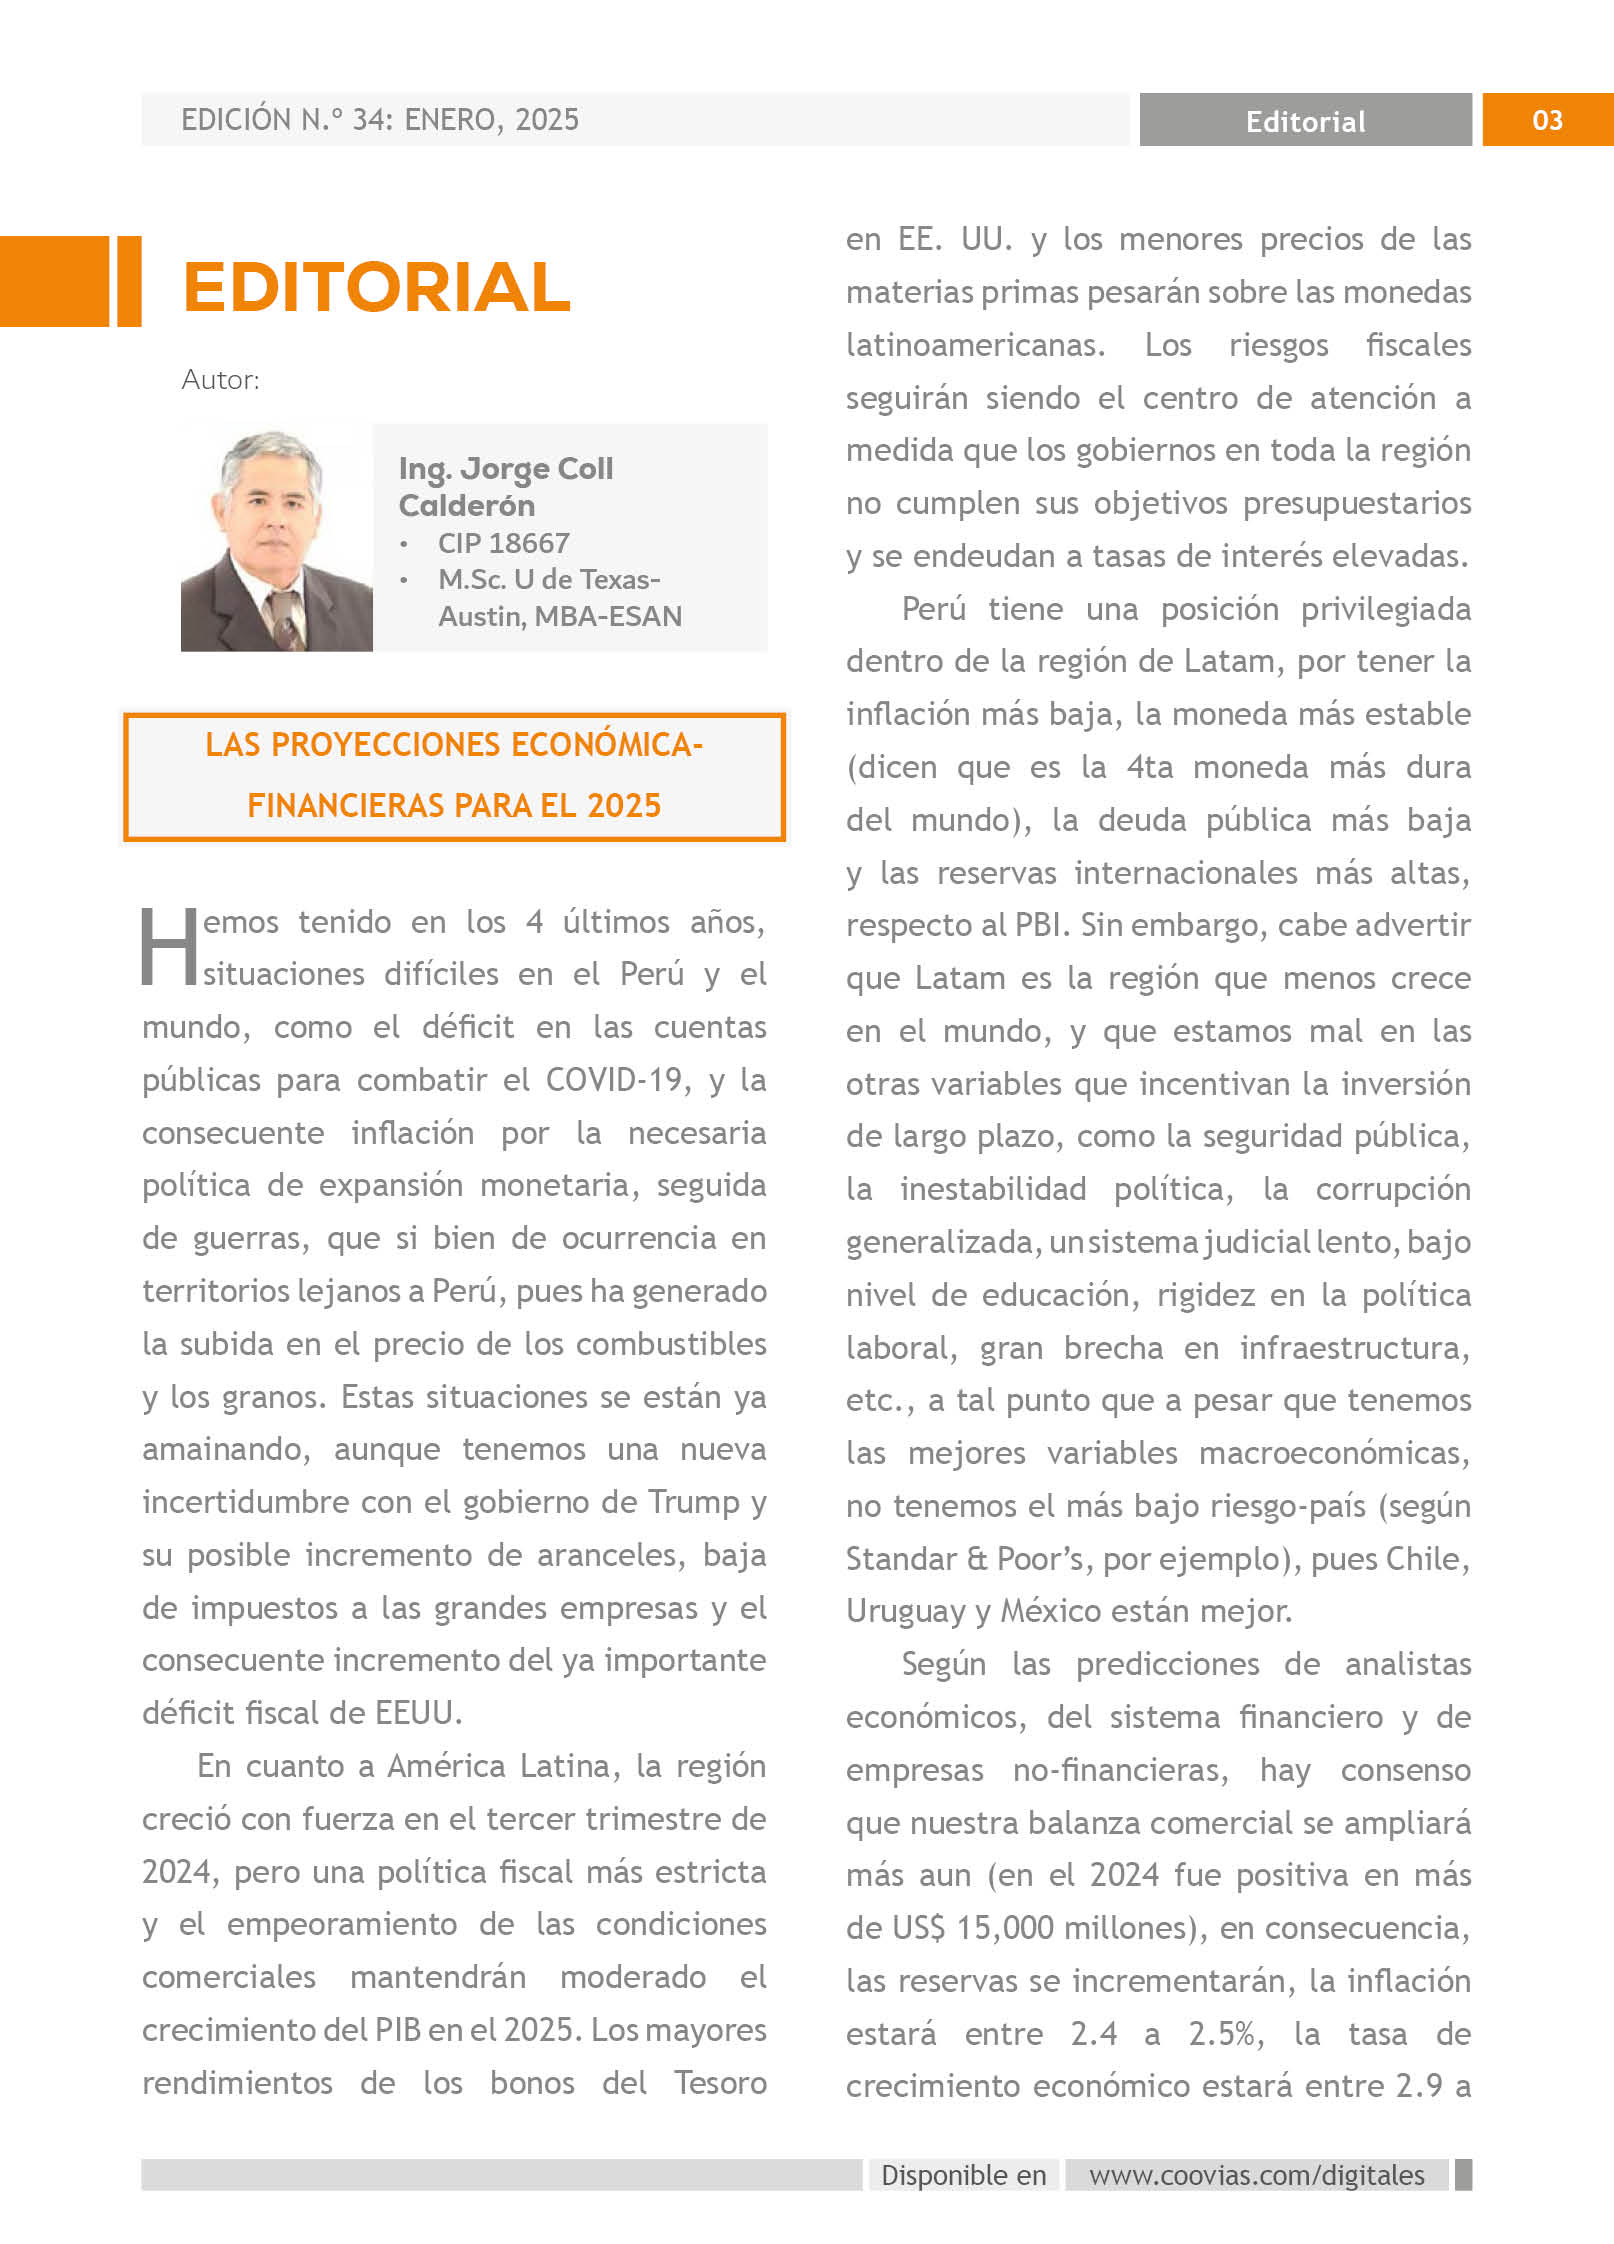 EDICIÓN N.º 34: ENERO, 2025
Editorial
03
EDITORIAL
Autor:
Ing. Jorge Coll
Calderón
• CIP 18667
• M.Sc. U de Texas-
Austin, MBA-ESAN
LAS PROYECCIONES ECONÓMICA-
FINANCIERAS PARA EL 2025
Hemos tenido en los 4 últimos años,
situaciones difíciles en el Perú y el
mundo, como el déficit en las cuentas
públicas para combatir el COVID-19, y la
consecuente inflación por la necesaria
política de expansión monetaria, seguida
de guerras, que si bien de ocurrencia en
territorios lejanos a Perú, pues ha generado
la subida en el precio de los combustibles
y los granos. Estas situaciones se están ya
amainando, aunque tenemos una nueva
incertidumbre con el gobierno de Trump y
su posible incremento de aranceles, baja
de impuestos a las grandes empresas y el
consecuente incremento del ya importante
déficit fiscal de EEUU.
En cuanto a América Latina, la región
creció con fuerza en el tercer trimestre de
2024, pero una política fiscal más estricta
y el empeoramiento de las condiciones
comerciales mantendrán moderado el
crecimiento del PIB en el 2025. Los mayores
rendimientos de los bonos del Tesoro
en EE. UU. y los menores precios de las
materias primas pesarán sobre las monedas
latinoamericanas. Los riesgos fiscales
seguirán siendo el centro de atención a
medida que los gobiernos en toda la región
no cumplen sus objetivos presupuestarios
y se endeudan a tasas de interés elevadas.
Perú tiene una posición privilegiada
dentro de la región de Latam, por tener la
inflación más baja, la moneda más estable
(dicen que es la 4ta moneda más dura
del mundo), la deuda pública más baja
y las reservas internacionales más altas,
respecto al PBI. Sin embargo, cabe advertir
que Latam es la región que menos crece
en el mundo, y que estamos mal en las
otras variables que incentivan la inversión
de largo plazo, como la seguridad pública,
la inestabilidad política, la corrupción
generalizada, un sistema judicial lento, bajo
nivel de educación, rigidez en la política
laboral, gran brecha en infraestructura,
etc., a tal punto que a pesar que tenemos
las mejores variables macroeconómicas,
no tenemos el más bajo riesgo-país (según
Standar & Poor’s, por ejemplo), pues Chile,
Uruguay y México están mejor.
Según las predicciones de analistas
económicos, del sistema financiero y de
empresas no-financieras, hay consenso
que nuestra balanza comercial se ampliará
más aun (en el 2024 fue positiva en más
de US$ 15,000 millones), en consecuencia,
las reservas se incrementarán, la inflación
estará entre 2.4 a 2.5%, la tasa de
crecimiento económico estará entre 2.9 a
Disponible en
www.coovias.com/digitales